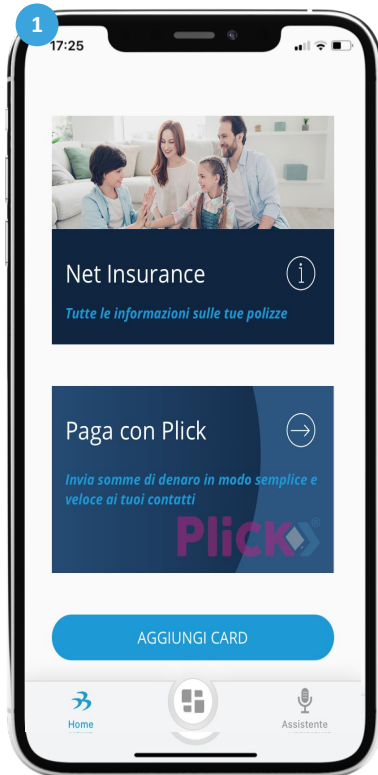 1
17:25
Net Insurance
Tutte le informazioni sulle tue polizze
Paga con Plick
Invia somme di denaro in modo semplice e
veloce ai tuoi contatti
Plick
AGGIUNGI CARD
Home
Assistente